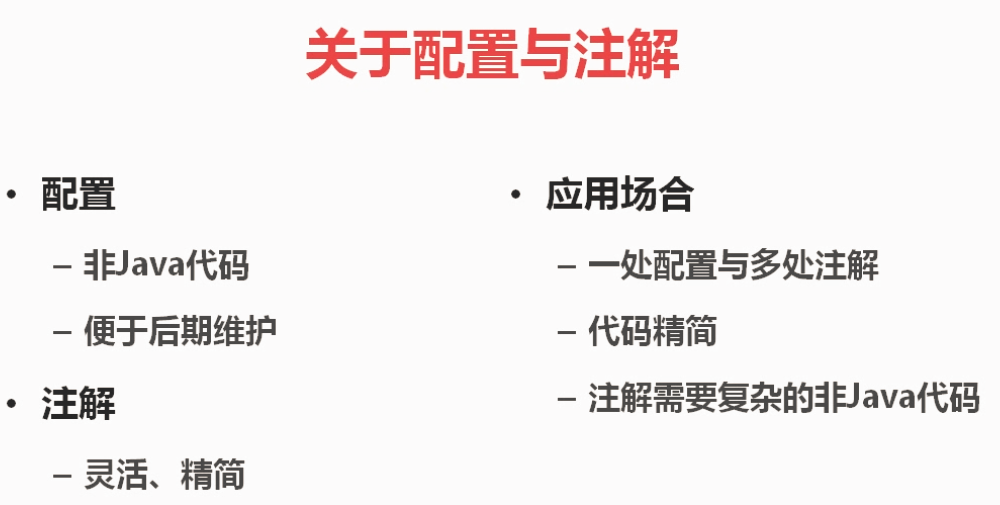 关于配置与注解
• 配置
– 非Java代码
– 便于后期维护
• 注解
– 灵活、精简
• 应用场合
– 一处配置与多处注解
– 代码精简
– 注解需要复杂的非Java代码